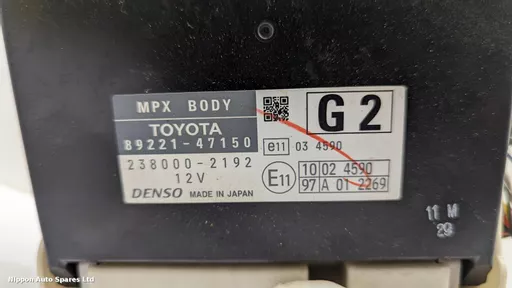 MPX BODY
G2
TOYOTA
89221-47150
e11 03 4590
238000-2192
12V
E11
10 02 4590
97 A 01 2269
DENSO MADE IN JAPAN
11 M
29
Nippon Auto Spares Ltd